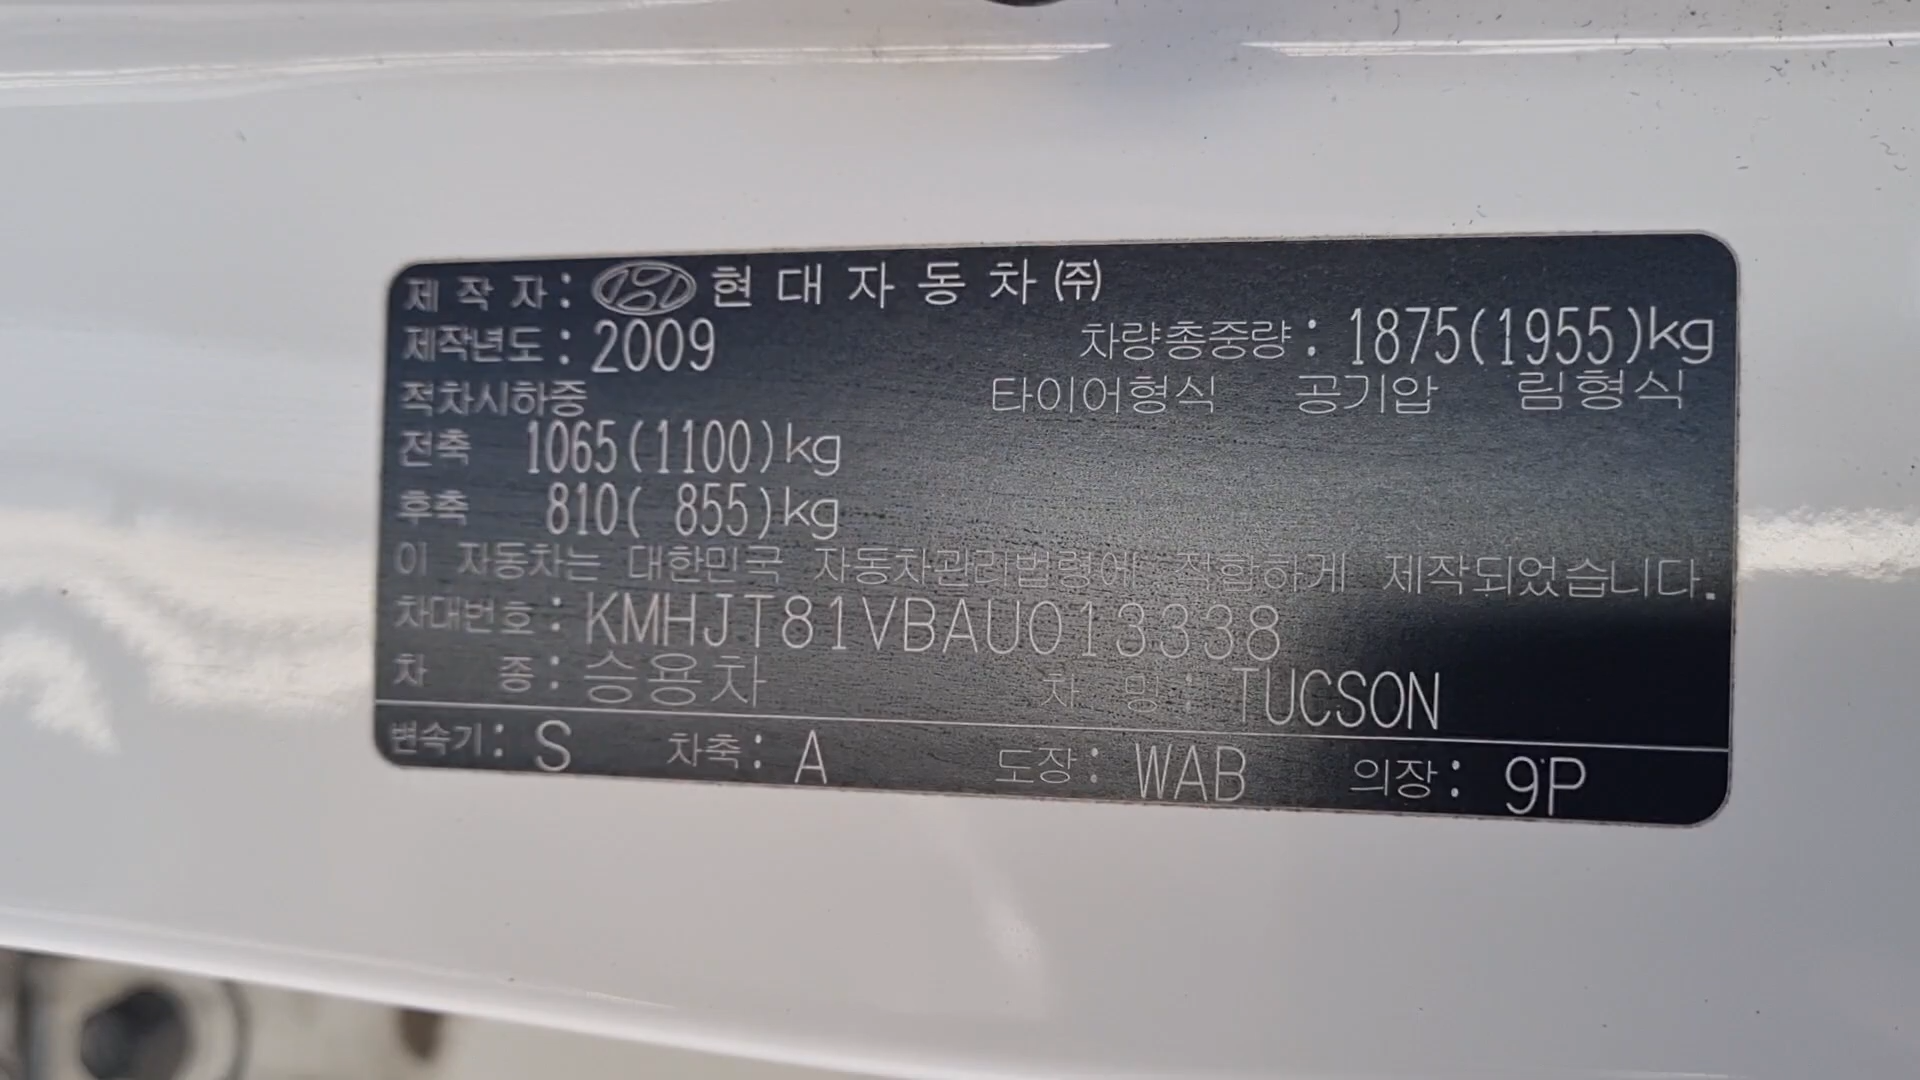 제 작 자 : 현 대 자 동 차 ㈜
제작년도 : 2009 차량총중량 : 1875(1955)kg
적차시하중 타이어형식 공기압 림형식
전축 1065(1100)kg
후축 810( 855)kg
이 자동차는 대한민국 자동차관리법령에 적합하게 제작되었습니다.
차대번호 : KMHJT81VBAU013338
차 종 : 승용차 차 명 : TUCSON
변속기 : S 차축 : A 도장 : WAB 의장 : 9P